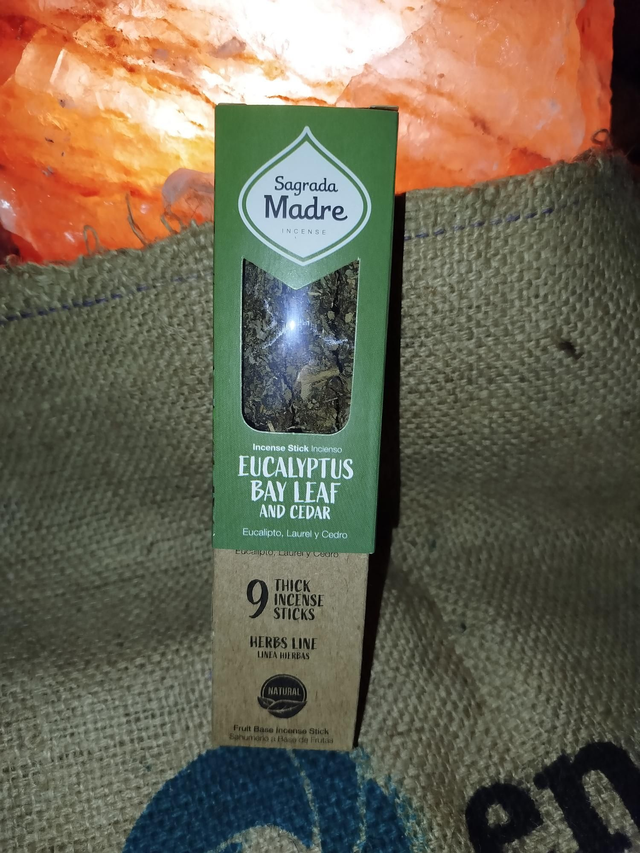 Sagrada
Madre
INCENSE
Incense Stick Incienso
EUCALYPTUS
BAY LEAF
AND CEDAR
Eucalipto, Laurel y Cedro
Eucalipto, Laurel y Cedro
9 THICK
INCENSE
STICKS
HERBS LINE
LINEA HIERBAS
NATURAL
Fruit Base Incense Stick
Sahumerio a Base de Frutas
en